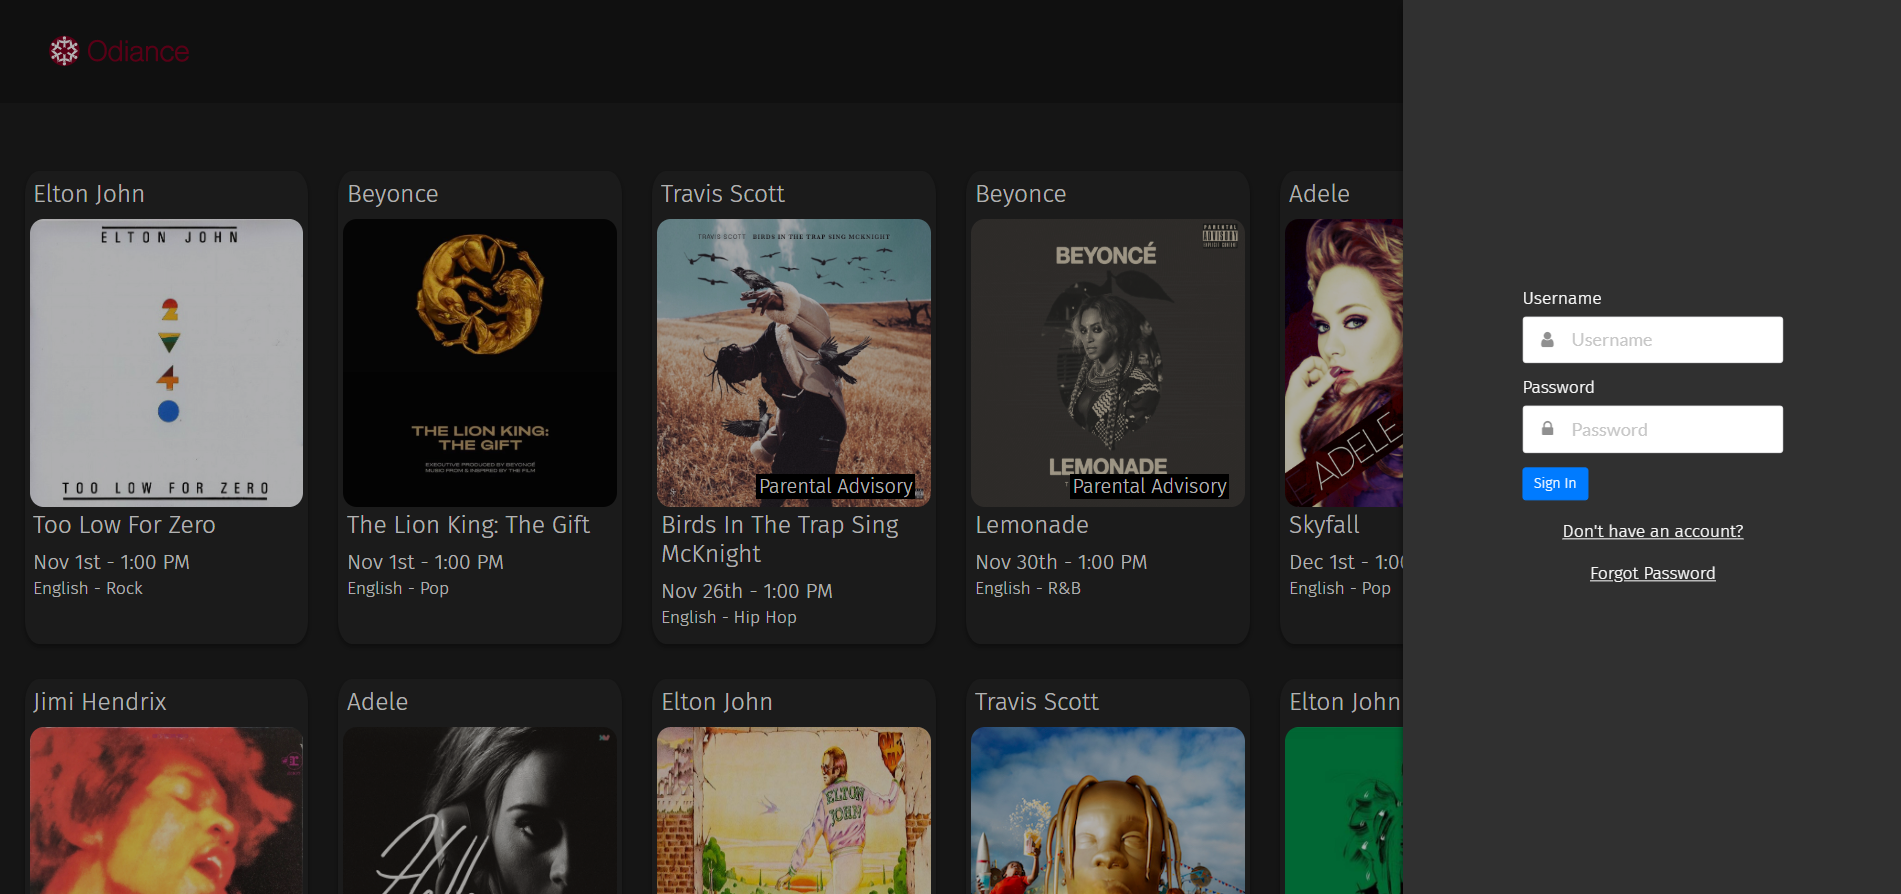 Odiance
Elton John
ELTON JOHN
TOO LOW FOR ZERO
Too Low For Zero
Nov 1st - 1:00 PM
English - Rock
Beyonce
THE LION KING:
THE GIFT
EXECUTIVE PRODUCED BY BEYONCÉ
MUSIC FROM & INSPIRED BY THE FILM
The Lion King: The Gift
Nov 1st - 1:00 PM
English - Pop
Travis Scott
TRAVIS SCOTT BIRDS IN THE TRAP SING MCKNIGHT
Parental Advisory
Birds In The Trap Sing
McKnight
Nov 26th - 1:00 PM
English - Hip Hop
Beyonce
PARENTAL
ADVISORY
EXPLICIT CONTENT
BEYONCÉ
LEMONADE
Parental Advisory
Lemonade
Nov 30th - 1:00 PM
English - R&B
Adele
ADELE
Skyfall
Dec 1st - 1:00
English - Pop
Jimi Hendrix
Adele
Hello
Elton John
ELTON
JOHN
Travis Scott
Elton John
Username
Username
Password
Password
Sign In
Don't have an account?
Forgot Password